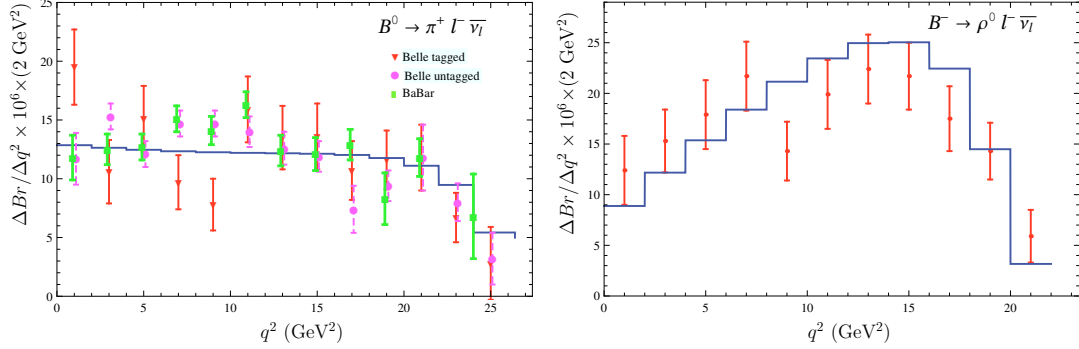 B⁰ → π⁺ l⁻ ν̅_l
Belle tagged
Belle untagged
BaBar
ΔBr/Δq² × 10⁶×(2 GeV²)
25
20
15
10
5
0
0 5 10 15 20 25
q² (GeV²)
B⁻ → ρ⁰ l⁻ ν̅_l
ΔBr/Δq² × 10⁶ ×(2 GeV²)
25
20
15
10
5
0
0 5 10 15 20
q² (GeV²)